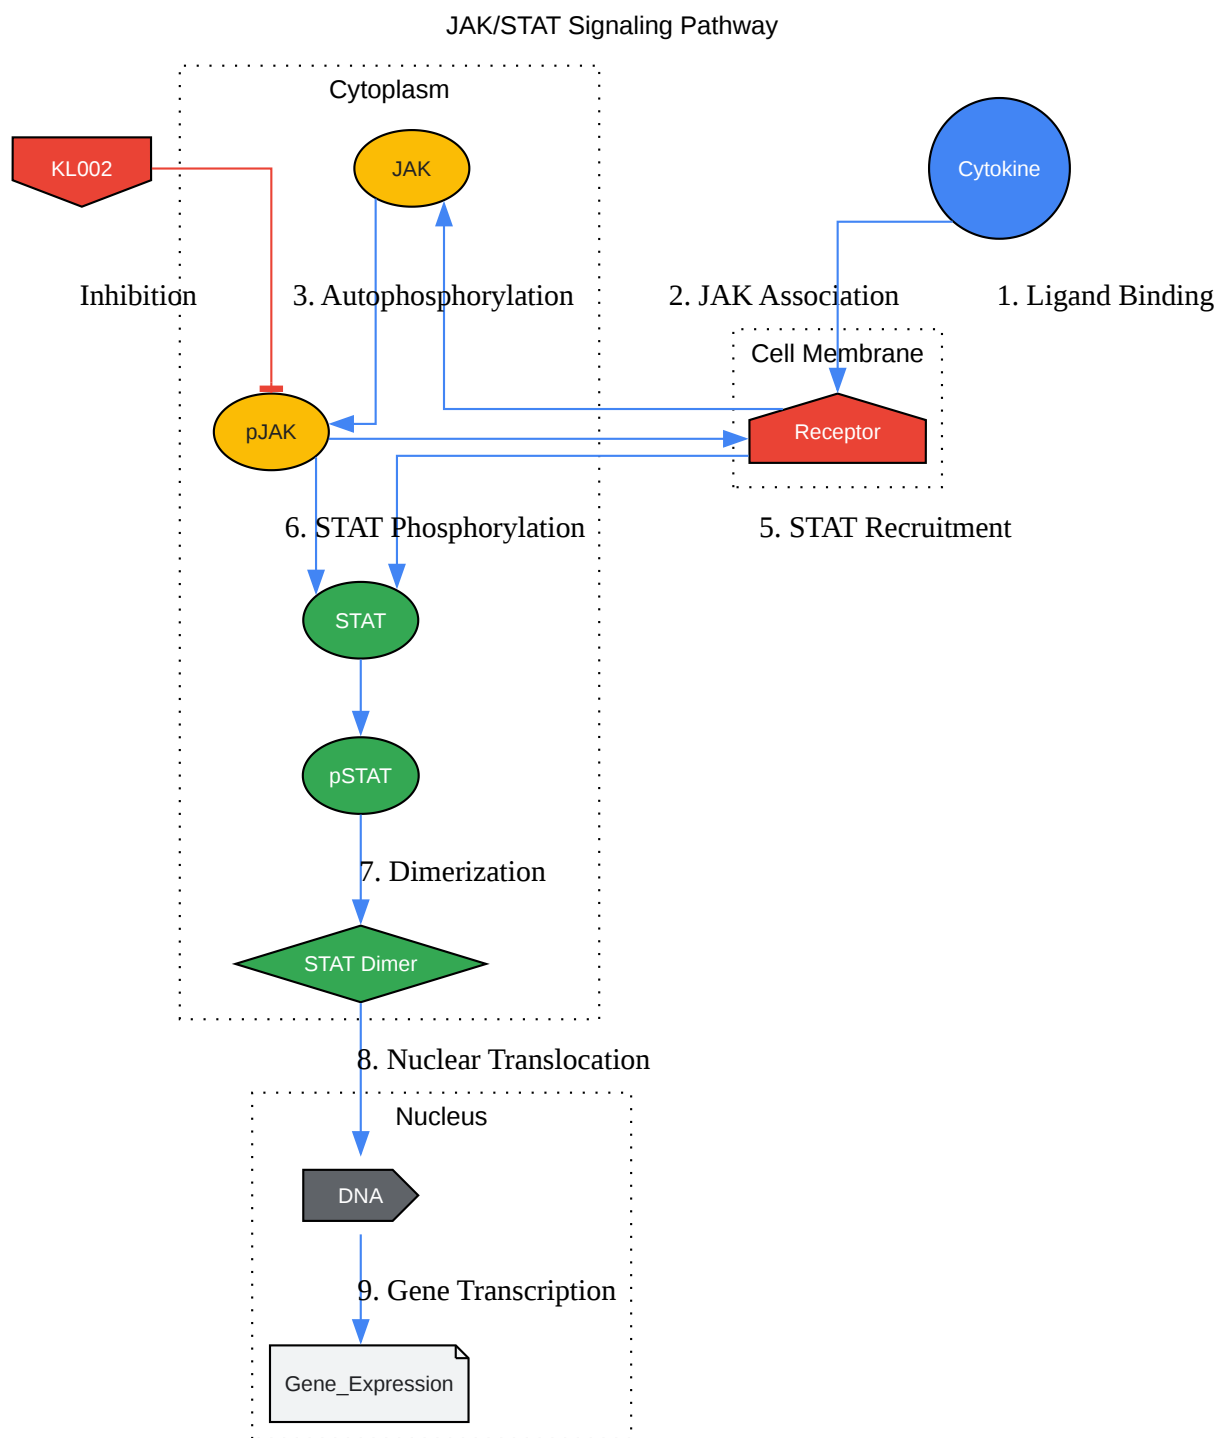 JAK/STAT Signaling Pathway
Cytoplasm
KL002
JAK
Cytokine
Inhibition
3. Autophosphorylation
2. JAK Association
1. Ligand Binding
Cell Membrane
pJAK
Receptor
6. STAT Phosphorylation
5. STAT Recruitment
STAT
pSTAT
7. Dimerization
STAT Dimer
8. Nuclear Translocation
Nucleus
DNA
9. Gene Transcription
Gene_Expression